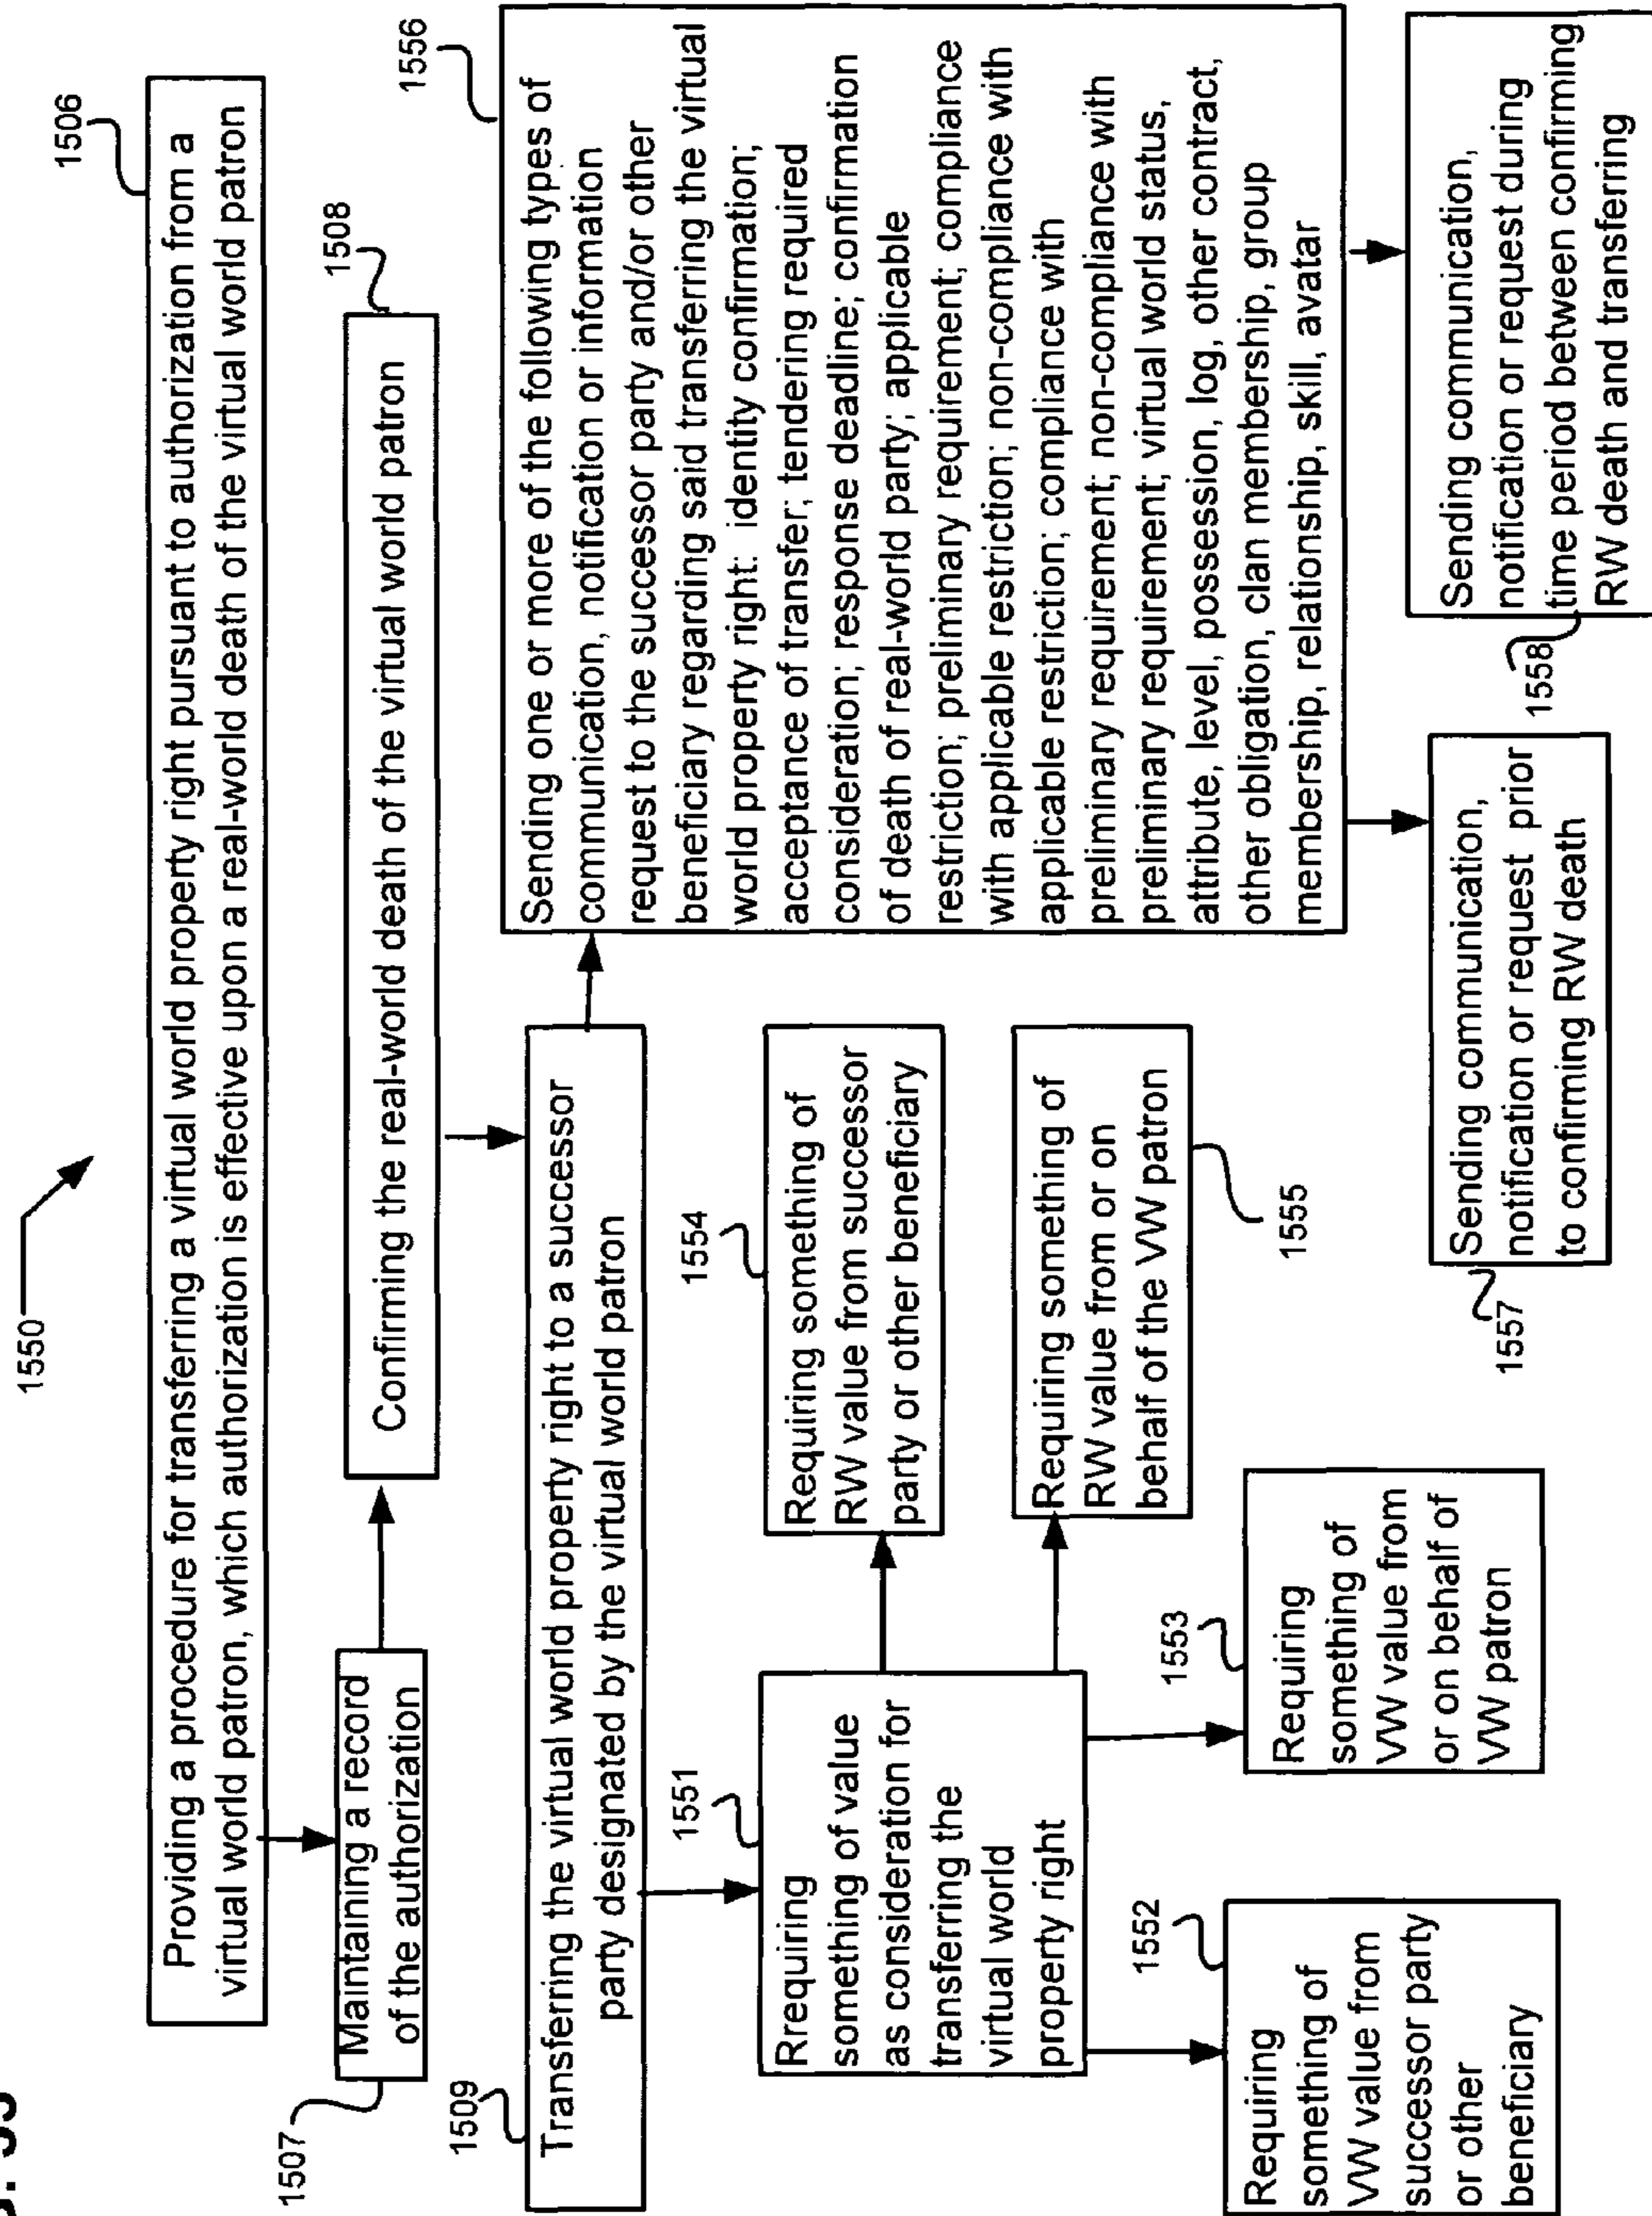 1550
1506
Providing a procedure for transferring a virtual world property right pursuant to authorization from a
virtual world patron, which authorization is effective upon a real-world death of the virtual world patron
1507
Maintaining a record
of the authorization
1508
Confirming the real-world death of the virtual world patron
1509
Transferring the virtual world property right to a successor
party designated by the virtual world patron
1556
Sending one or more of the following types of
communication, notification or information
request to the successor party and/or other
beneficiary regarding said transferring the virtual
world property right: identity confirmation;
acceptance of transfer; tendering required
consideration; response deadline; confirmation
of death of real-world party; applicable
restriction; preliminary requirement; compliance
with applicable restriction; non-compliance with
applicable restriction; compliance with
preliminary requirement; non-compliance with
preliminary requirement; virtual world status,
attribute, level, possession, log, other contract,
other obligation, clan membership, group
membership, relationship, skill, avatar
1551
Rrequiring
something of value
as consideration for
transferring the
virtual world
property right
1554
Requiring something of
RW value from successor
party or other beneficiary
Requiring something of
RW value from or on
behalf of the VW patron
1555
1552
Requiring
something of
VW value from
successor party
or other
beneficiary
1553
Requiring
something of
VW value from
or on behalf of
VW patron
1557
Sending communication,
notification or request prior
to confirming RW death
1558
Sending communication,
notification or request during
time period between confirming
RW death and transferring